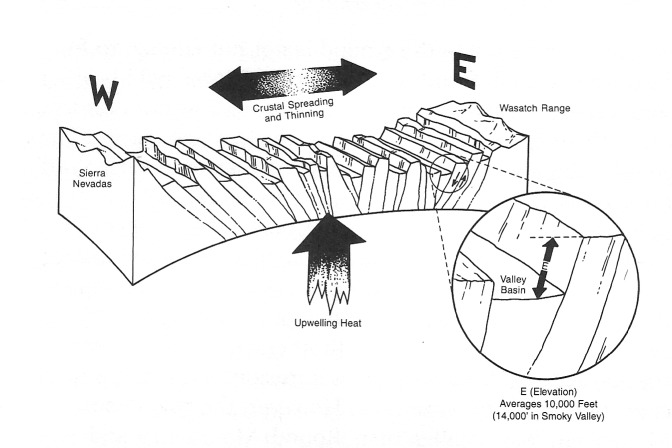 W
E
Crustal Spreading
and Thinning
Wasatch Range
Sierra
Nevadas
E
Valley
Basin
Upwelling Heat
E (Elevation)
Averages 10,000 Feet
(14,000' in Smoky Valley)